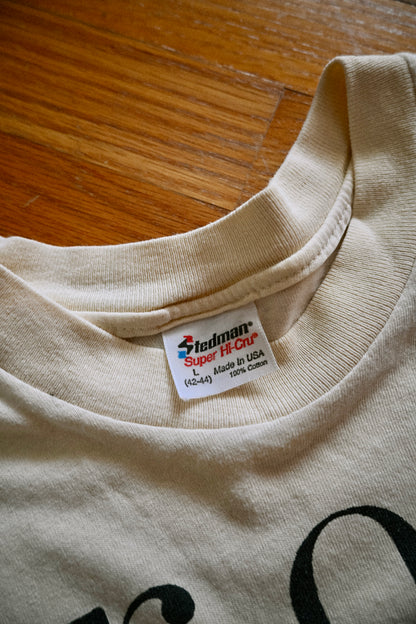 Stedman®
Super Hi-Cru®
L Made In USA
(42-44) 100% Cotton
r o